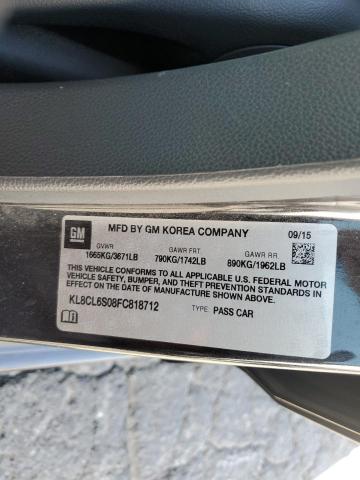 GM
MFD BY GM KOREA COMPANY 09/15
GVWR GAWR FRT GAWR RR
1665KG/3671LB 790KG/1742LB 890KG/1962LB
THIS VEHICLE CONFORMS TO ALL APPLICABLE U.S. FEDERAL MOTOR
VEHICLE SAFETY, BUMPER, AND THEFT PREVENTION STANDARDS
IN EFFECT ON THE DATE OF MANUFACTURE SHOWN ABOVE.
KL8CL6S08FC818712 TYPE: PASS CAR